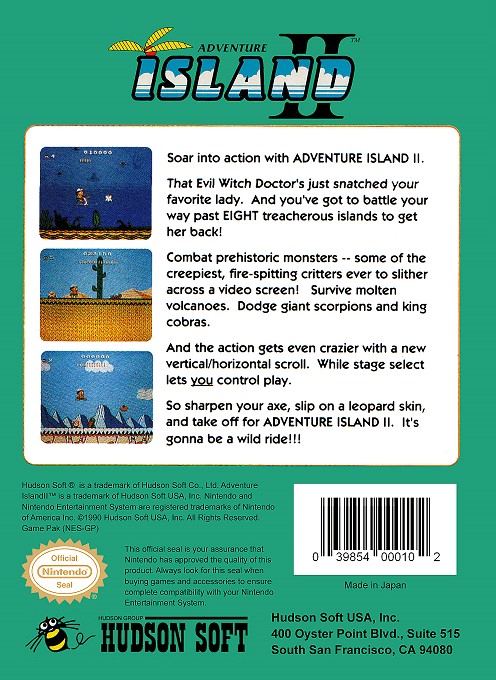 ADVENTURE
ISLAND II™
Soar into action with ADVENTURE ISLAND II.
That Evil Witch Doctor's just snatched your
favorite lady. And you've got to battle your
way past EIGHT treacherous islands to get
her back!
Combat prehistoric monsters -- some of the
creepiest, fire-spitting critters ever to slither
across a video screen! Survive molten
volcanoes. Dodge giant scorpions and king
cobras.
And the action gets even crazier with a new
vertical/horizontal scroll. While stage select
lets you control play.
So sharpen your axe, slip on a leopard skin,
and take off for ADVENTURE ISLAND II. It's
gonna be a wild ride!!!
Hudson Soft ® is a trademark of Hudson Soft Co., Ltd. Adventure
IslandII™ is a trademark of Hudson Soft USA, Inc. Nintendo and
Nintendo Entertainment System are registered trademarks of Nintendo
of America Inc. ©1990 Hudson Soft USA, Inc. All Rights Reserved.
Game Pak (NES-GP)
0 39854 00010 2
Made in Japan
Official
Nintendo
Seal
®
This official seal is your assurance that
Nintendo has approved the quality of this
product. Always look for this seal when
buying games and accessories to ensure
complete compatibility with your Nintendo
Entertainment System.
HUDSON GROUP
HUDSON SOFT
Hudson Soft USA, Inc.
400 Oyster Point Blvd., Suite 515
South San Francisco, CA 94080